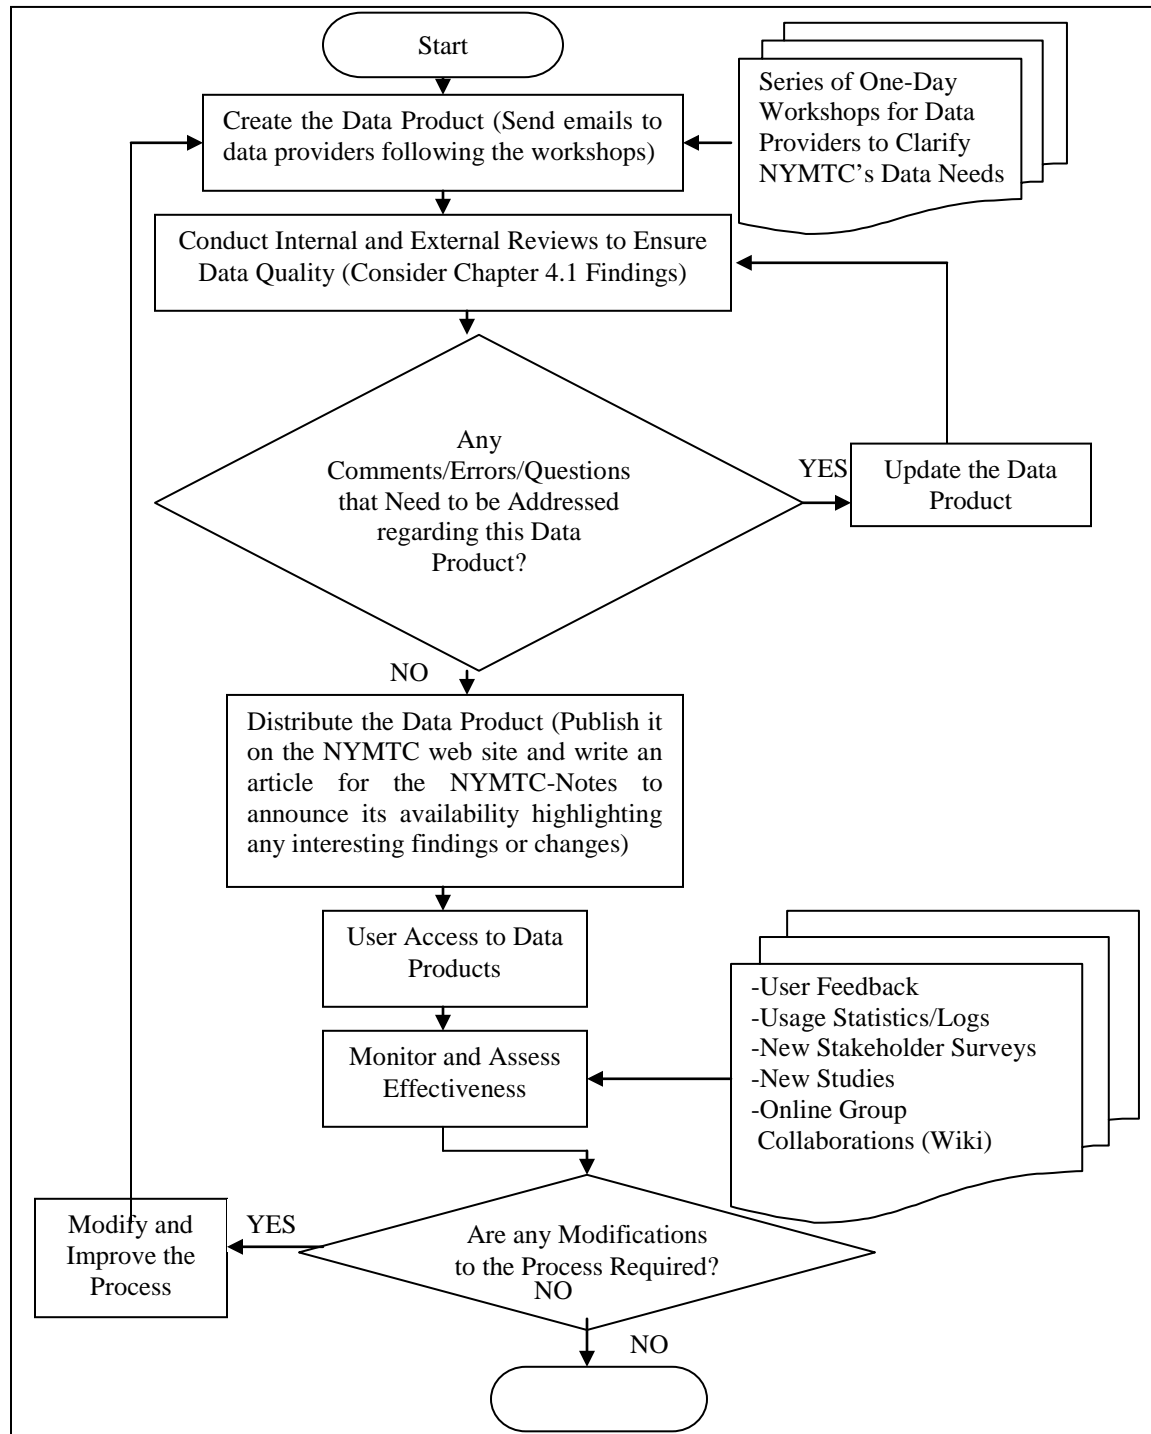 Start
Series of One-Day
Workshops for Data
Providers to Clarify
NYMTC's Data Needs
Create the Data Product (Send emails to
data providers following the workshops)
Conduct Internal and External Reviews to Ensure
Data Quality (Consider Chapter 4.1 Findings)
Any
Comments/Errors/Questions
that Need to be Addressed
regarding this Data
Product?
YES
Update the Data
Product
NO
Distribute the Data Product (Publish it
on the NYMTC web site and write an
article for the NYMTC-Notes to
announce its availability highlighting
any interesting findings or changes)
User Access to Data
Products
Monitor and Assess
Effectiveness
-User Feedback
-Usage Statistics/Logs
-New Stakeholder Surveys
-New Studies
-Online Group
Collaborations (Wiki)
Are any Modifications
to the Process Required?
NO
YES
Modify and
Improve the
Process
NO